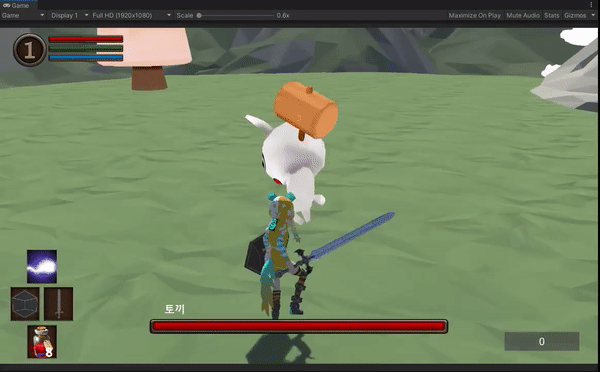 Game
Game Display 1 Full HD (1920x1080) Scale 0.6x Maximize On Play Mute Audio Stats Gizmos
1
8
토끼
0